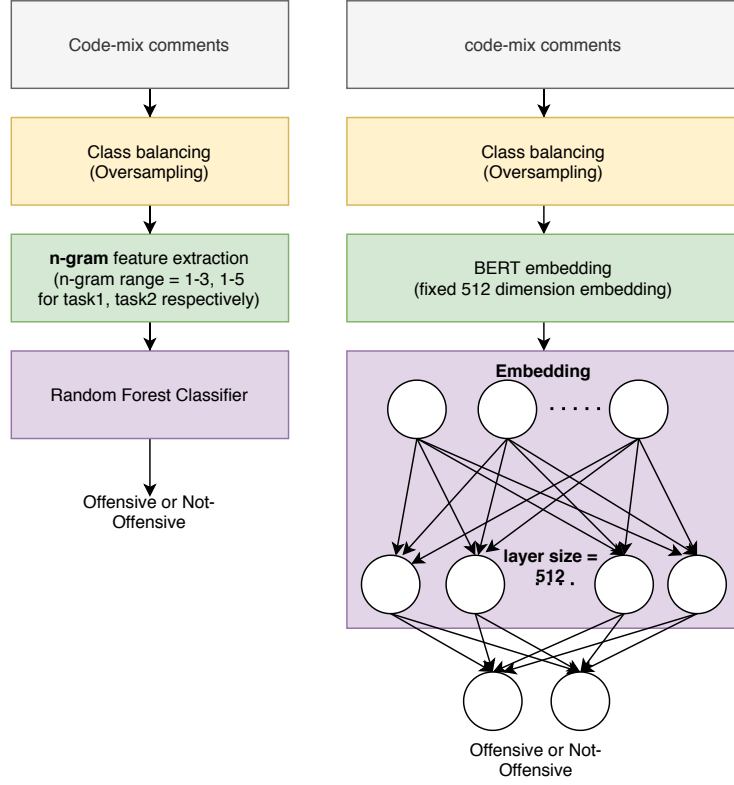 Code-mix comments
Class balancing
(Oversampling)
n-gram feature extraction
(n-gram range = 1-3, 1-5
for task1, task2 respectively)
Random Forest Classifier
Offensive or Not-
Offensive
code-mix comments
Class balancing
(Oversampling)
BERT embedding
(fixed 512 dimension embedding)
Embedding
. . . . .
layer size =
512
. . . .
Offensive or Not-
Offensive